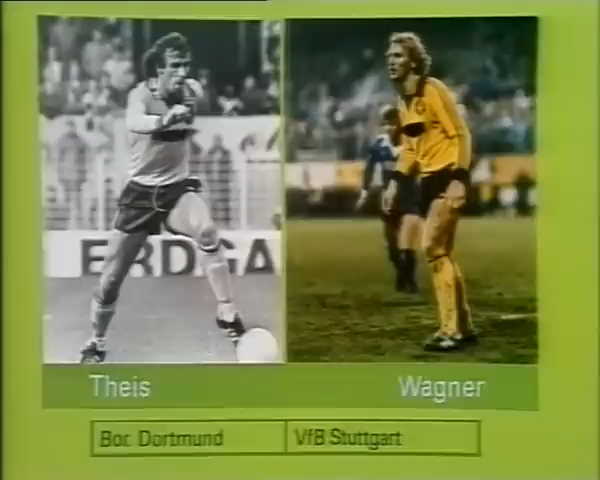 ERDGA
Theis
Wagner
Bor. Dortmund
VfB Stuttgart